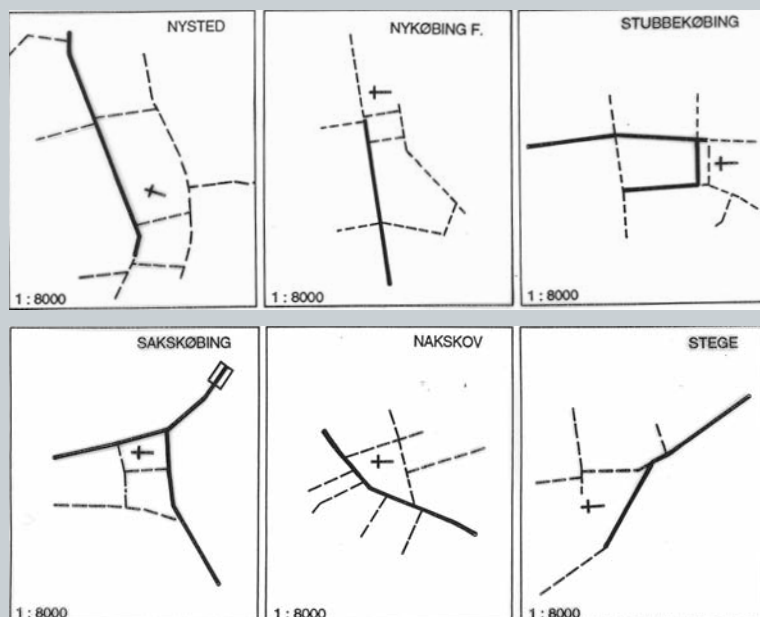 NYSTED
1 : 8000
NYKØBING F.
1 : 8000
STUBBEKØBING
1 : 8000
SAKSKØBING
1 : 8000
NAKSKOV
1 : 8000
STEGE
1 : 8000